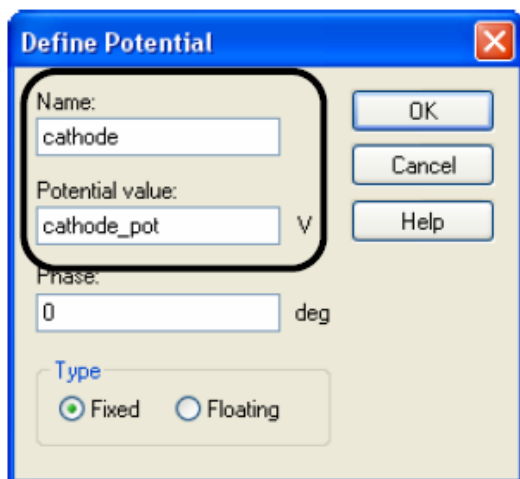 Define Potential
Name:
cathode
OK
Cancel
Potential value:
cathode_pot V
Help
Phase:
0 deg
Type
Fixed Floating